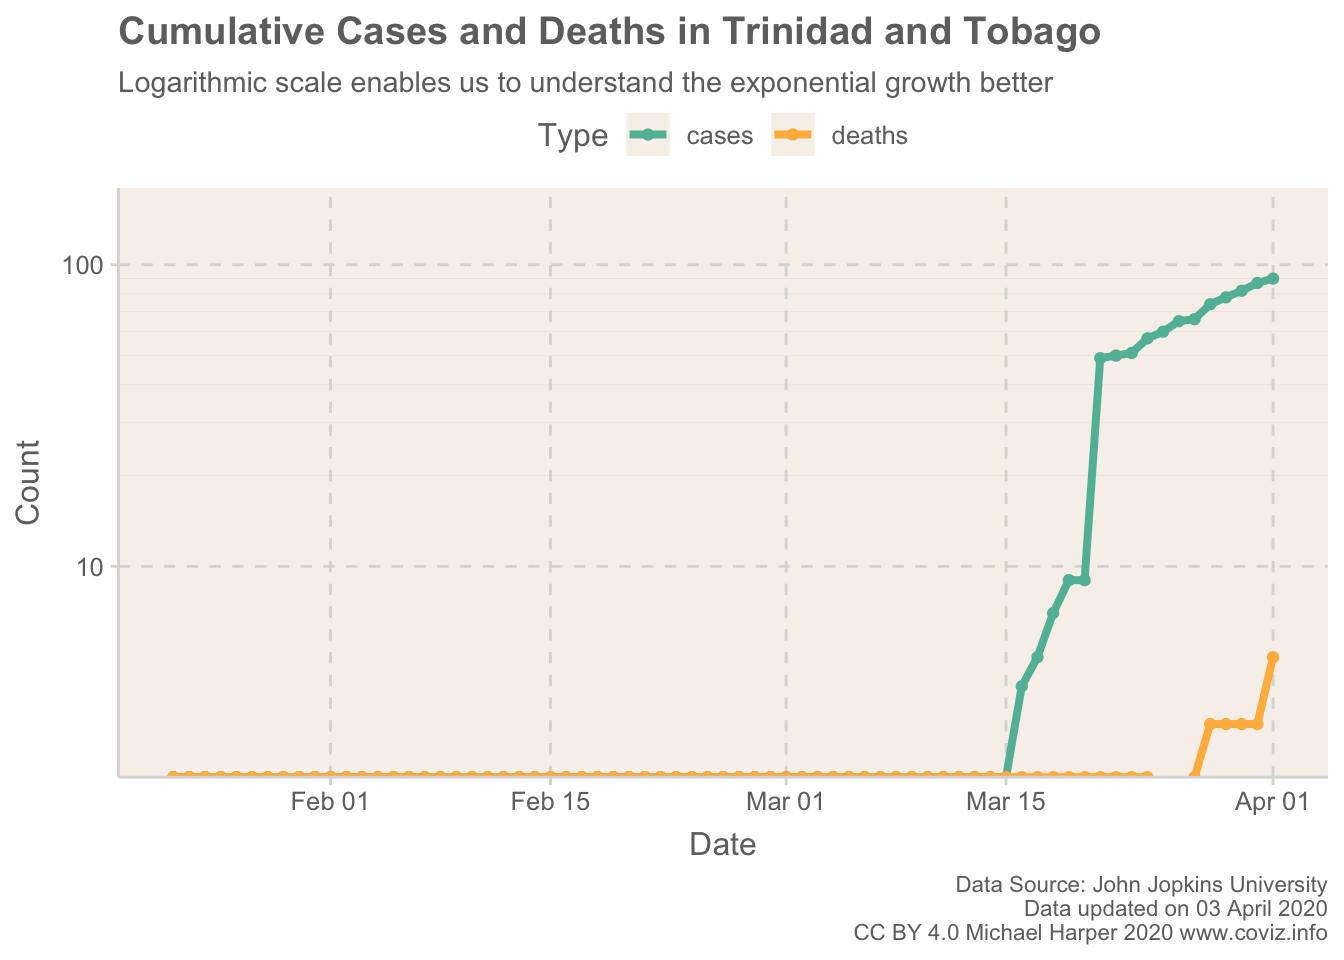 Cumulative Cases and Deaths in Trinidad and Tobago
Logarithmic scale enables us to understand the exponential growth better
Type cases deaths
100
10
Count
Feb 01 Feb 15 Mar 01 Mar 15 Apr 01
Date
Data Source: John Jopkins University
Data updated on 03 April 2020
CC BY 4.0 Michael Harper 2020 www.coviz.info